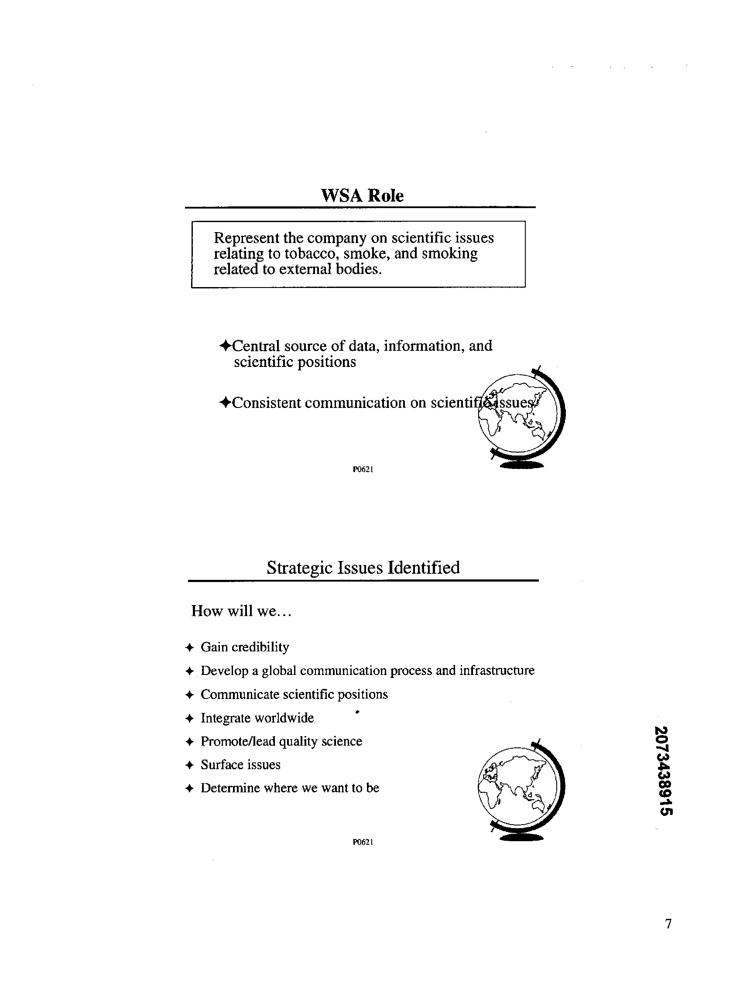 WSA Role
Represent the company on scientific issues
relating to tobacco, smoke, and smoking
related to external bodies.
✦Central source of data, information, and
scientific positions
✦Consistent communication on scientific issues
P0621
Strategic Issues Identified
How will we...
✦ Gain credibility
✦ Develop a global communication process and infrastructure
✦ Communicate scientific positions
✦ Integrate worldwide
✦ Promote/lead quality science
✦ Surface issues
✦ Determine where we want to be
P0621
2073438915
7